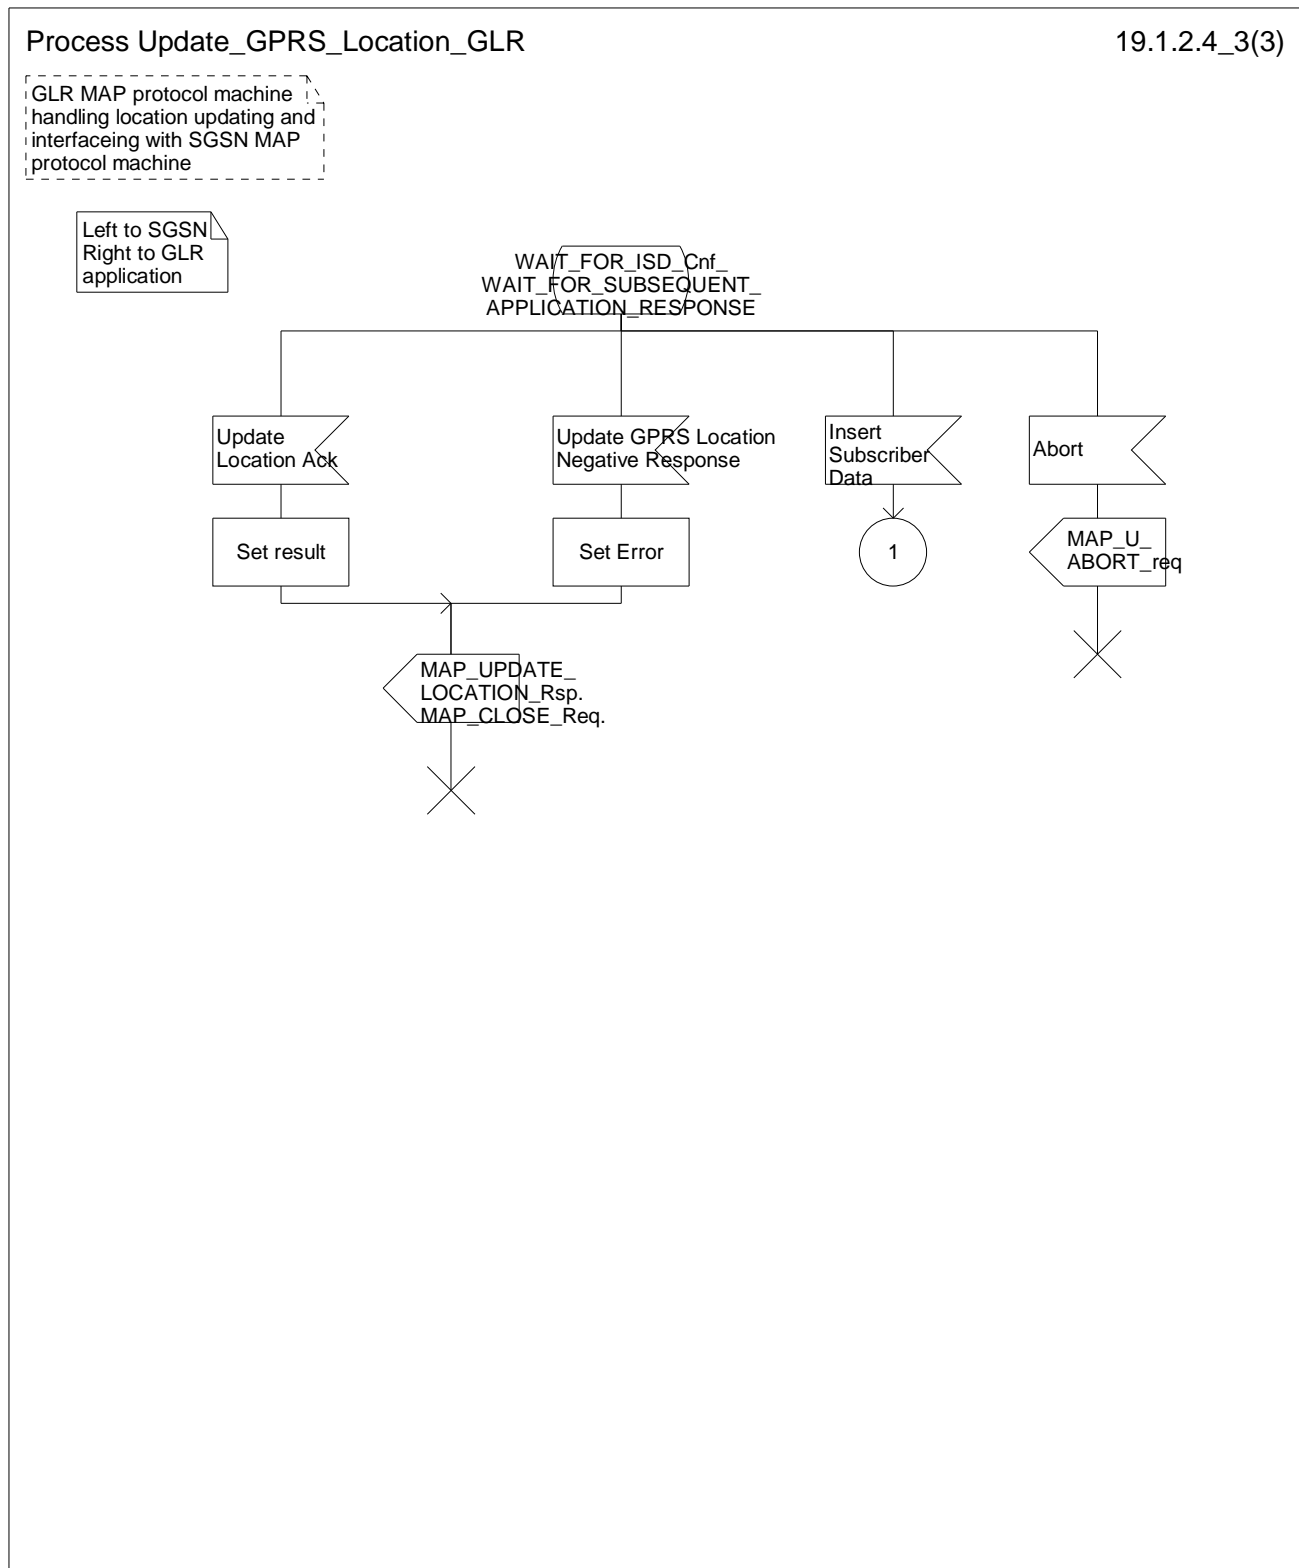 Process Update_GPRS_Location_GLR
19.1.2.4_3(3)
GLR MAP protocol machine
handling location updating and
interfaceing with SGSN MAP
protocol machine
Left to SGSN
Right to GLR
application
WAIT_FOR_ISD_Cnf_
WAIT_FOR_SUBSEQUENT_
APPLICATION_RESPONSE
Update
Location Ack
Update GPRS Location
Negative Response
Insert
Subscriber
Data
Abort
Set result
Set Error
1
MAP_U_
ABORT_req
MAP_UPDATE_
LOCATION_Rsp.
MAP_CLOSE_Req.